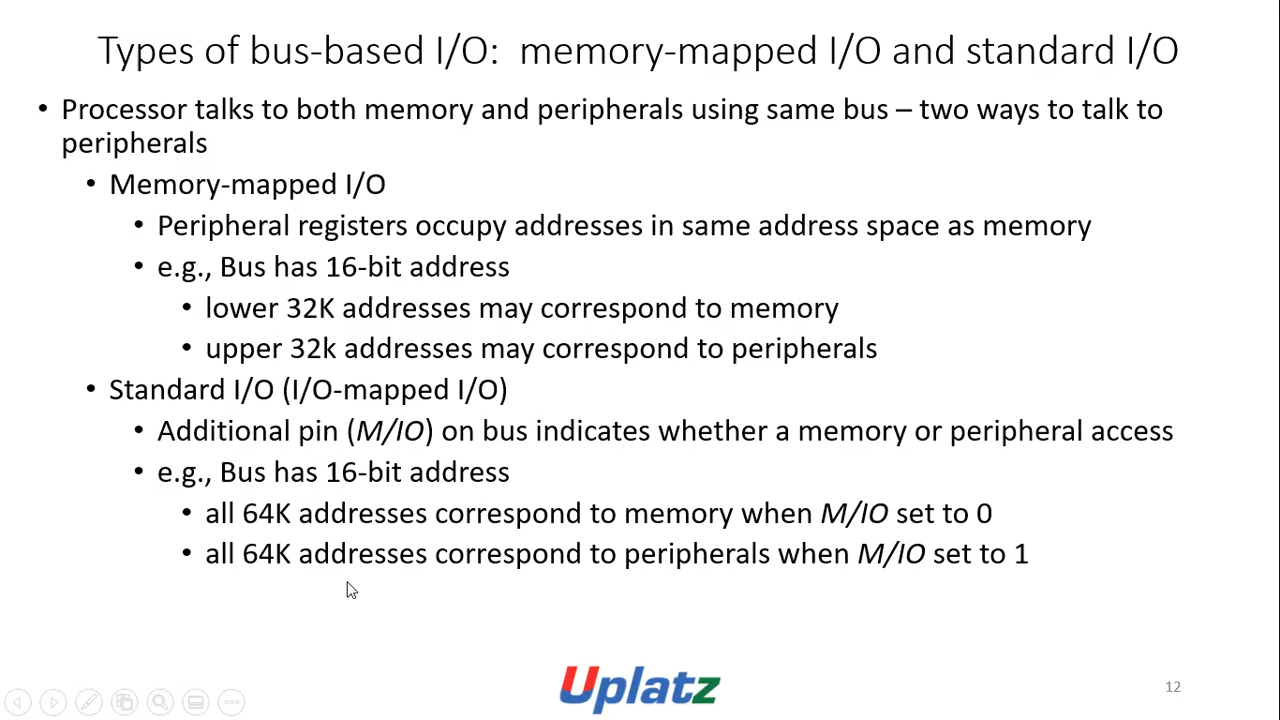 Types of bus-based I/O:  memory-mapped I/O and standard I/O
• Processor talks to both memory and peripherals using same bus – two ways to talk to
peripherals
• Memory-mapped I/O
• Peripheral registers occupy addresses in same address space as memory
• e.g., Bus has 16-bit address
• lower 32K addresses may correspond to memory
• upper 32k addresses may correspond to peripherals
• Standard I/O (I/O-mapped I/O)
• Additional pin (M/IO) on bus indicates whether a memory or peripheral access
• e.g., Bus has 16-bit address
• all 64K addresses correspond to memory when M/IO set to 0
• all 64K addresses correspond to peripherals when M/IO set to 1
Uplatz
12